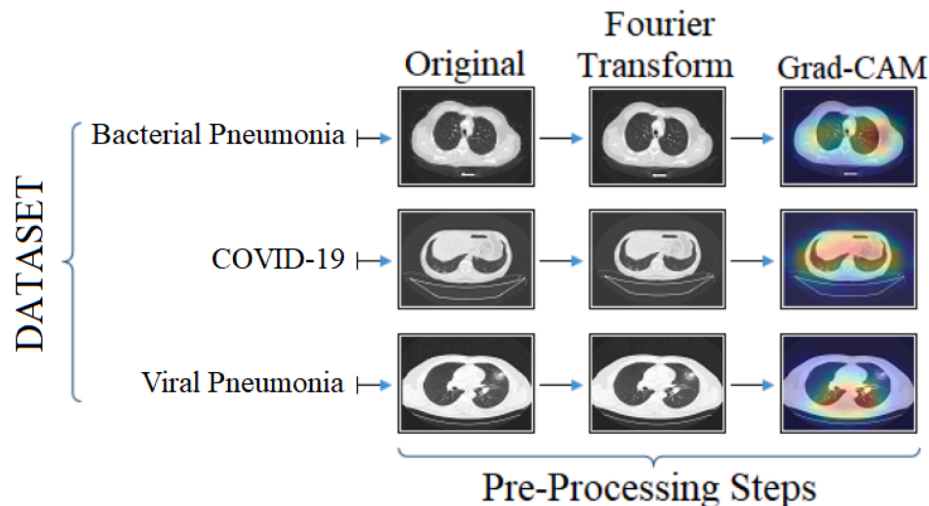 Original
Fourier
Transform
Grad-CAM
DATASET
Bacterial Pneumonia
COVID-19
Viral Pneumonia
Pre-Processing Steps